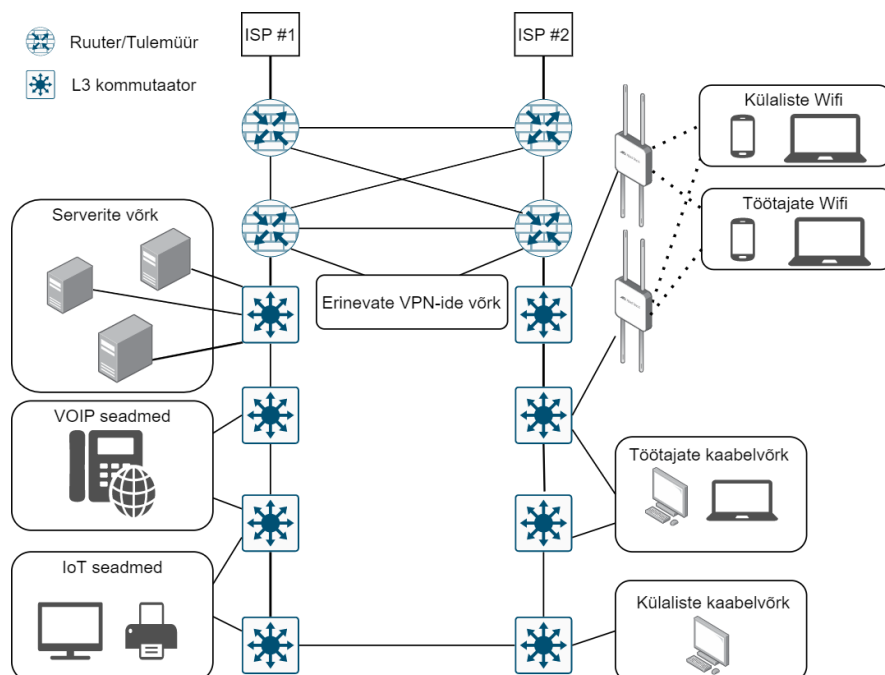 ISP #1
ISP #2
Ruuter/Tulemüür
L3 kommutaator
Külaliste Wifi
Töötajate Wifi
Serverite võrk
Erinevate VPN-ide võrk
VOIP seadmed
Töötajate kaabelvõrk
IoT seadmed
Külaliste kaabelvõrk